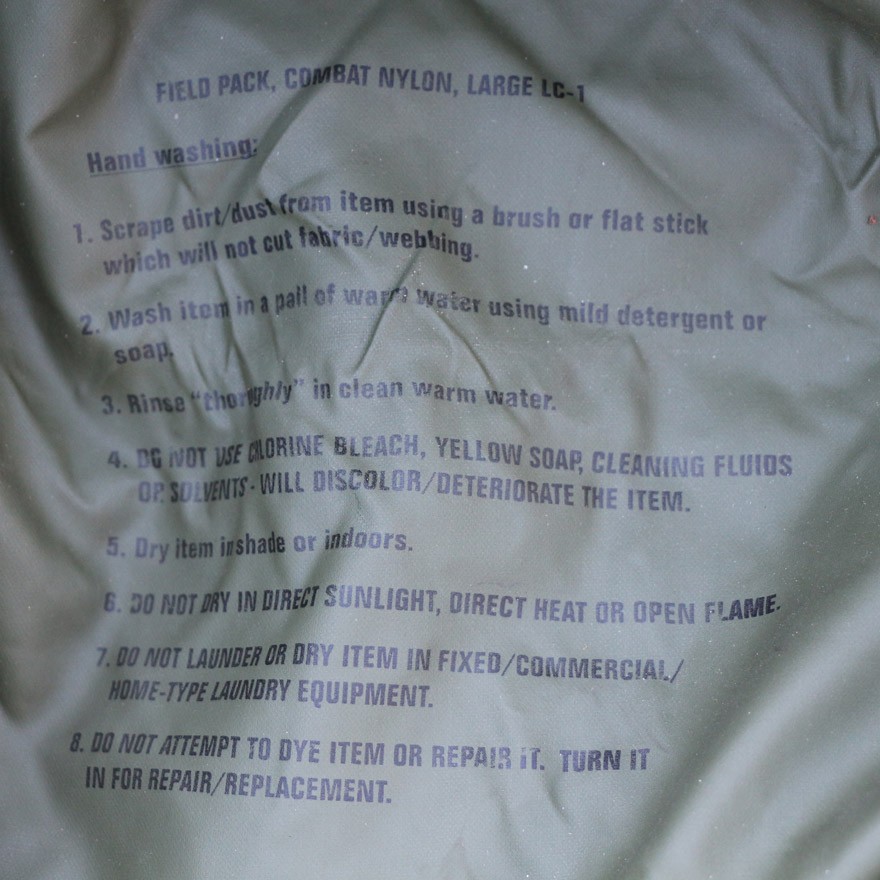 FIELD PACK, COMBAT NYLON, LARGE LC-1
Hand washing:
1. Scrape dirt/dust from item using a brush or flat stick
which will not cut fabric/webbing.
2. Wash item in a pail of warm water using mild detergent or
soap.
3. Rinse "thoroughly" in clean warm water.
4. DO NOT USE CHLORINE BLEACH, YELLOW SOAP, CLEANING FLUIDS
OR SOLVENTS - WILL DISCOLOR/DETERIORATE THE ITEM.
5. Dry item in shade or indoors.
6. DO NOT DRY IN DIRECT SUNLIGHT, DIRECT HEAT OR OPEN FLAME.
7. DO NOT LAUNDER OR DRY ITEM IN FIXED/COMMERCIAL/
HOME-TYPE LAUNDRY EQUIPMENT.
8. DO NOT ATTEMPT TO DYE ITEM OR REPAIR IT. TURN IT
IN FOR REPAIR/REPLACEMENT.